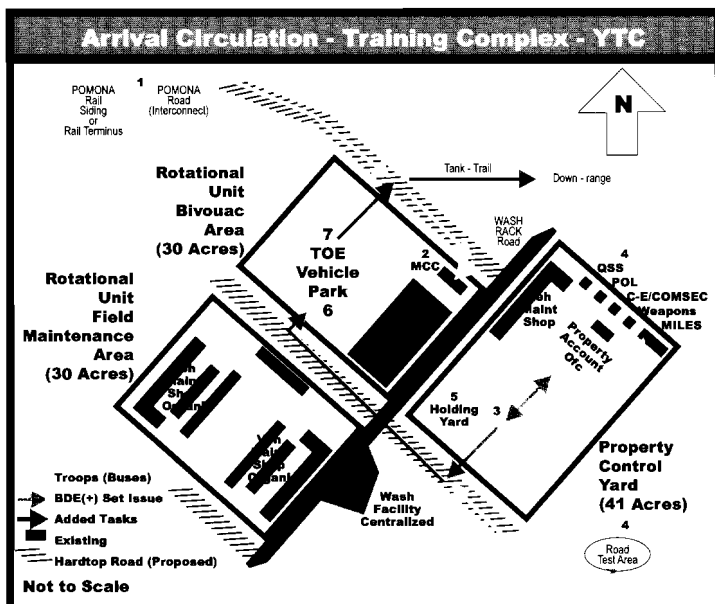 Arrival Circulation - Training Complex - YTC
POMONA
Rail
Siding
or
Rail Terminus
1
POMONA
Road
(Interconnect)
N
Tank - Trail
Down - range
Rotational
Unit
Bivouac
Area
(30 Acres)
7
TOE
Vehicle
Park
6
2
MCC
WASH
RACK
Road
4
QSS
POL
C-E/COMSEC
Weapons
MILES
Maint
Shop
Property
Account
Ofc
Rotational
Unit
Field
Maintenance
Area
(30 Acres)
5
Holding
Yard
3
Property
Control
Yard
(41 Acres)
4
Road
Test Area
Wash
Facility
Centralized
Troops (Buses)
BDE(+) Set Issue
Added Tasks
Existing
Hardtop Road (Proposed)
Not to Scale